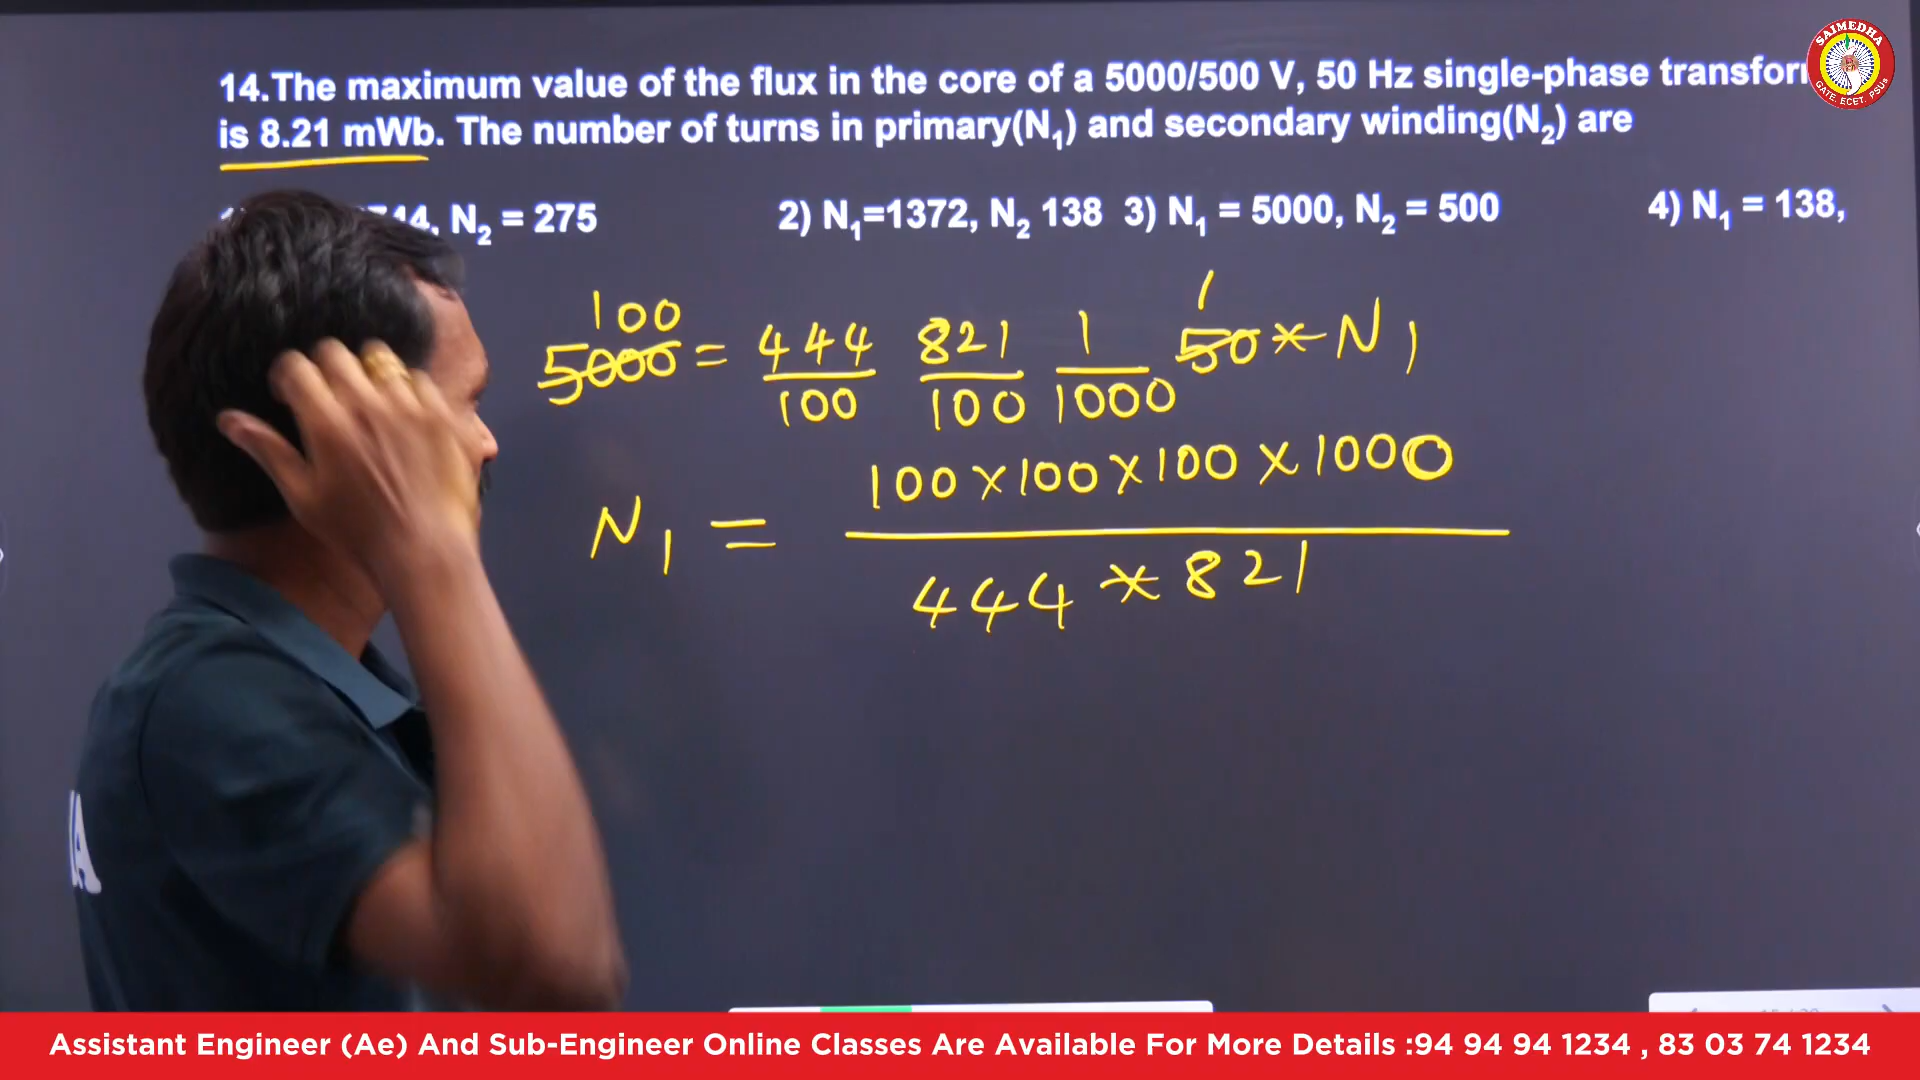 14.The maximum value of the flux in the core of a 5000/500 V, 50 Hz single-phase
is 8.21 mWb. The number of turns in primary(N₁) and secondary winding(N₂) are
N₂ = 275
2) N₁=1372, N₂ 138 3) N₁ = 5000, N₂ = 500
4) N₁ = 138,
100 1
5000 = 444/100 821/100 1/1000 50 * N₁
N₁ = 100 × 100 × 100 × 1000
444 * 821
SAIMEDHA
GATE. ECET. PSUs
A
Assistant Engineer (Ae) And Sub-Engineer Online Classes Are Available For More Details :94 94 94 1234 , 83 03 74 1234